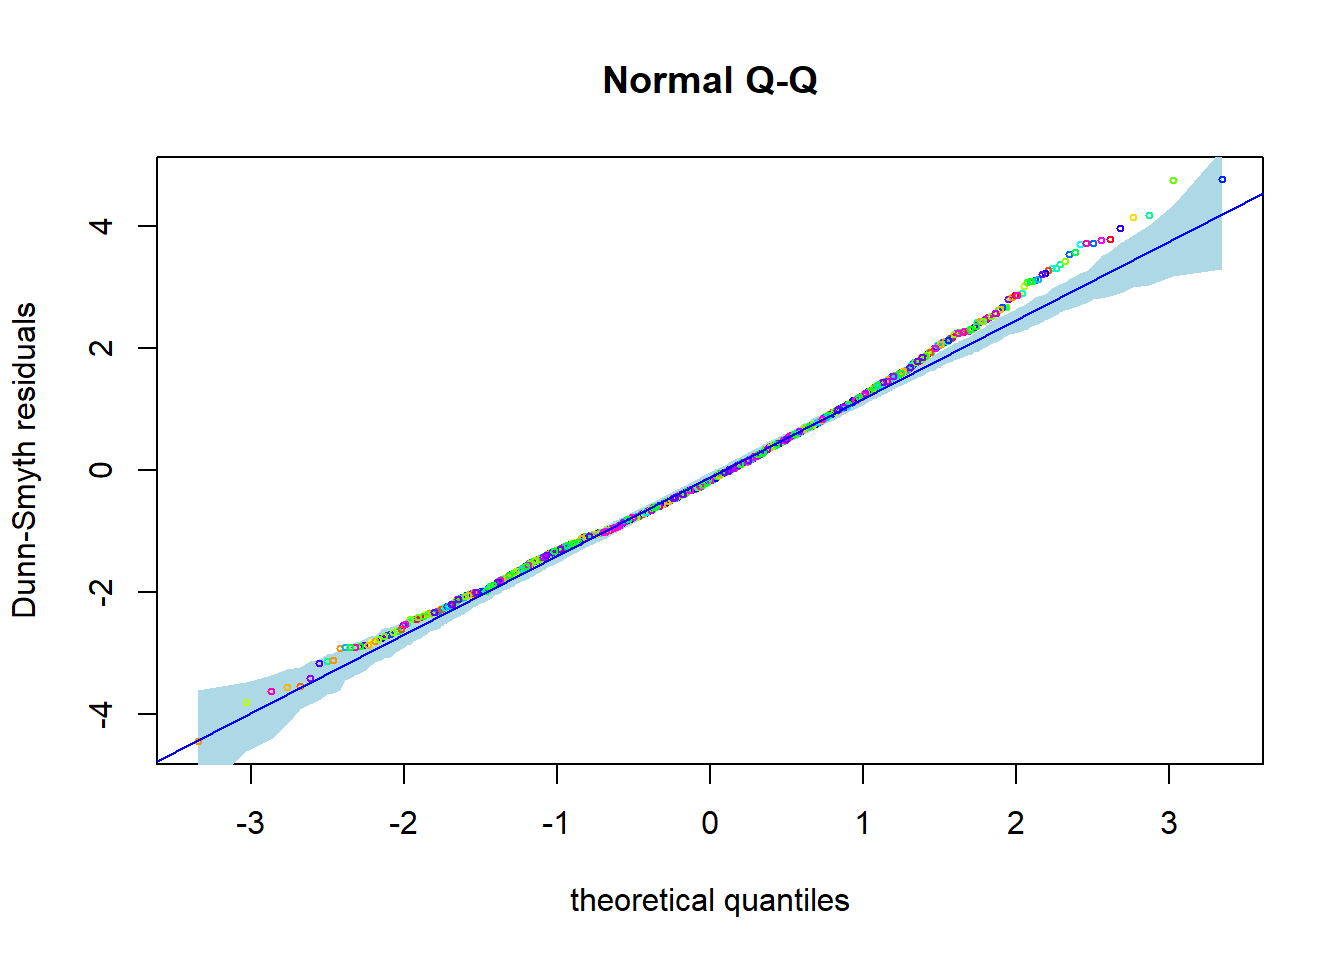 Normal Q-Q
Dunn-Smyth residuals
4
2
0
-2
-4
-3 -2 -1 0 1 2 3
theoretical quantiles